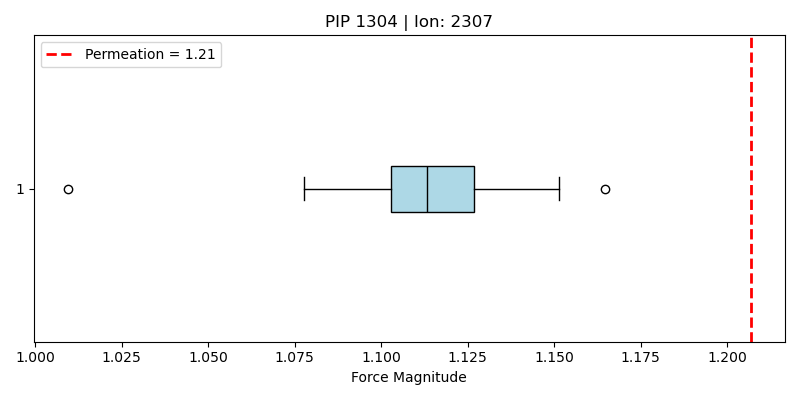 PIP 1304 | Ion: 2307
Permeation = 1.21
1
1.000 1.025 1.050 1.075 1.100 1.125 1.150 1.175 1.200
Force Magnitude